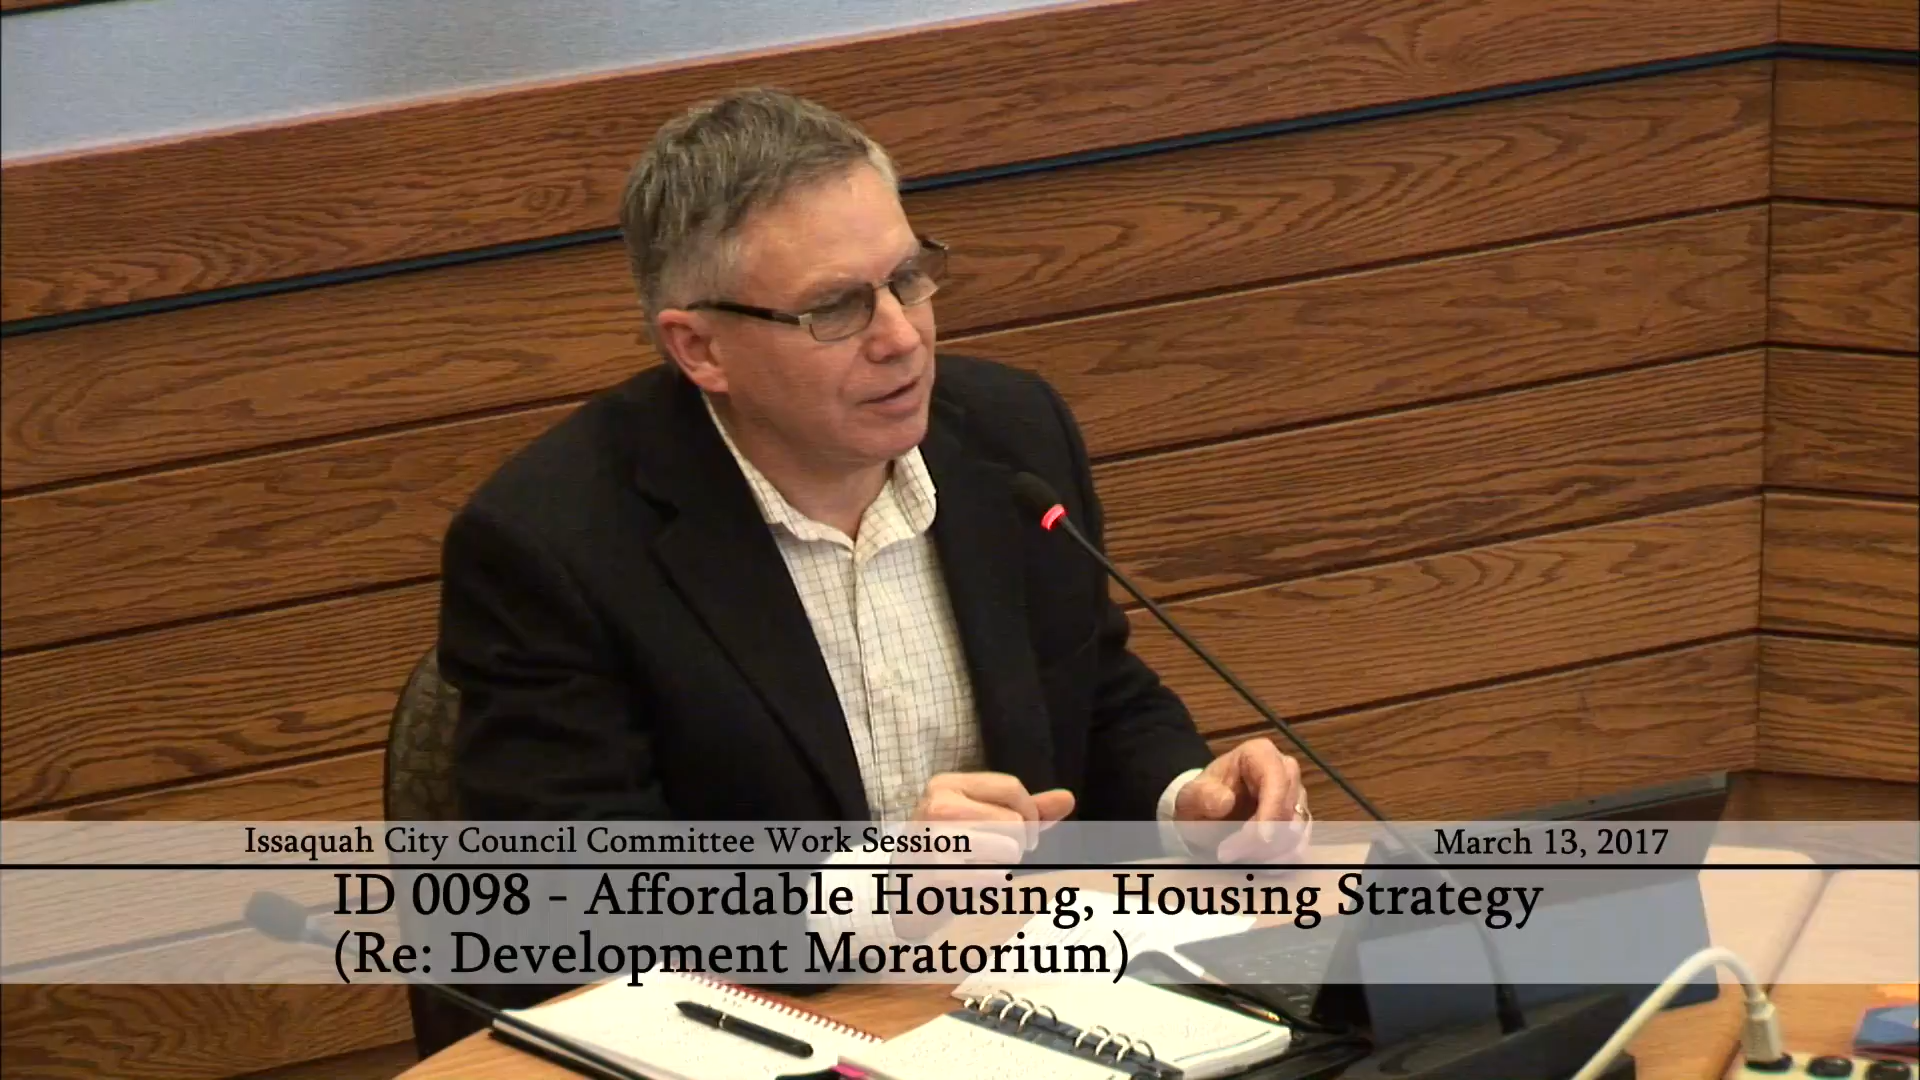 Issaquah City Council Committee Work Session
March 13, 2017
ID 0098 - Affordable Housing, Housing Strategy
(Re: Development Moratorium)